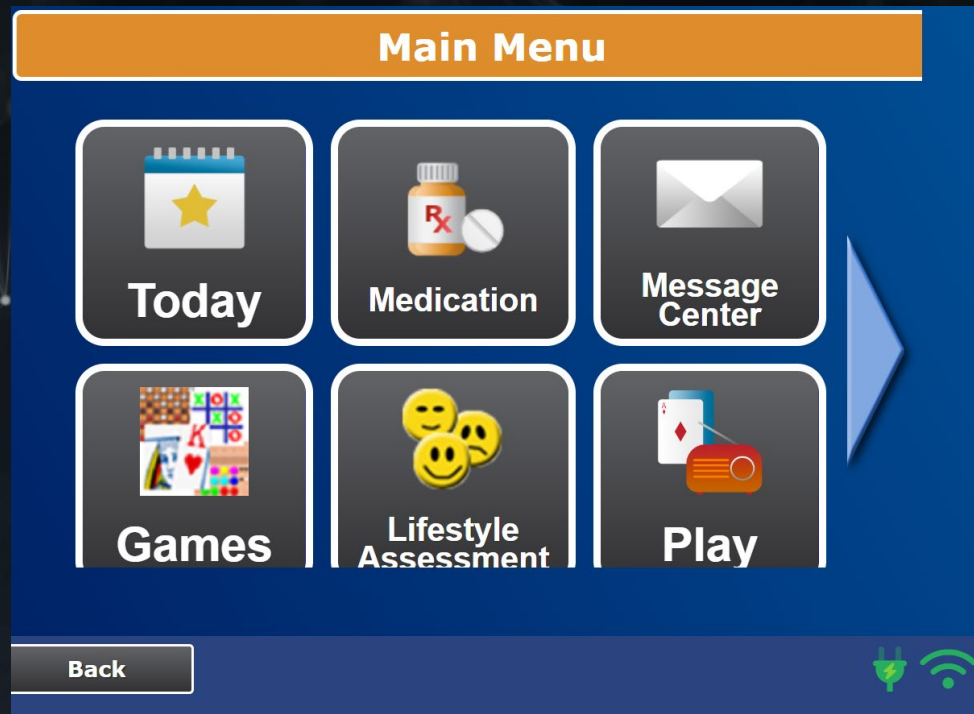 Main Menu
Today
Medication
Message
Center
Games
Lifestyle
Assessment
Play
Back